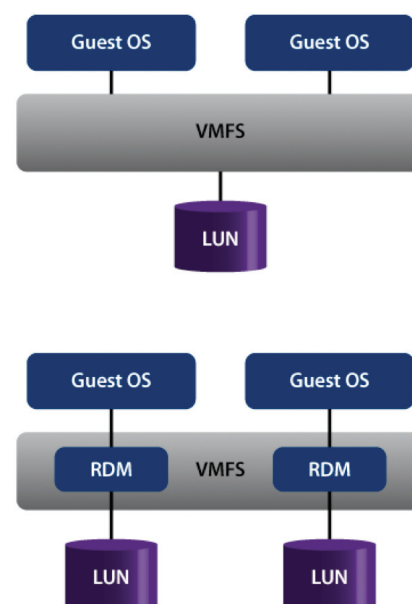 Guest OS Guest OS
VMFS
LUN
Guest OS Guest OS
RDM VMFS RDM
LUN LUN